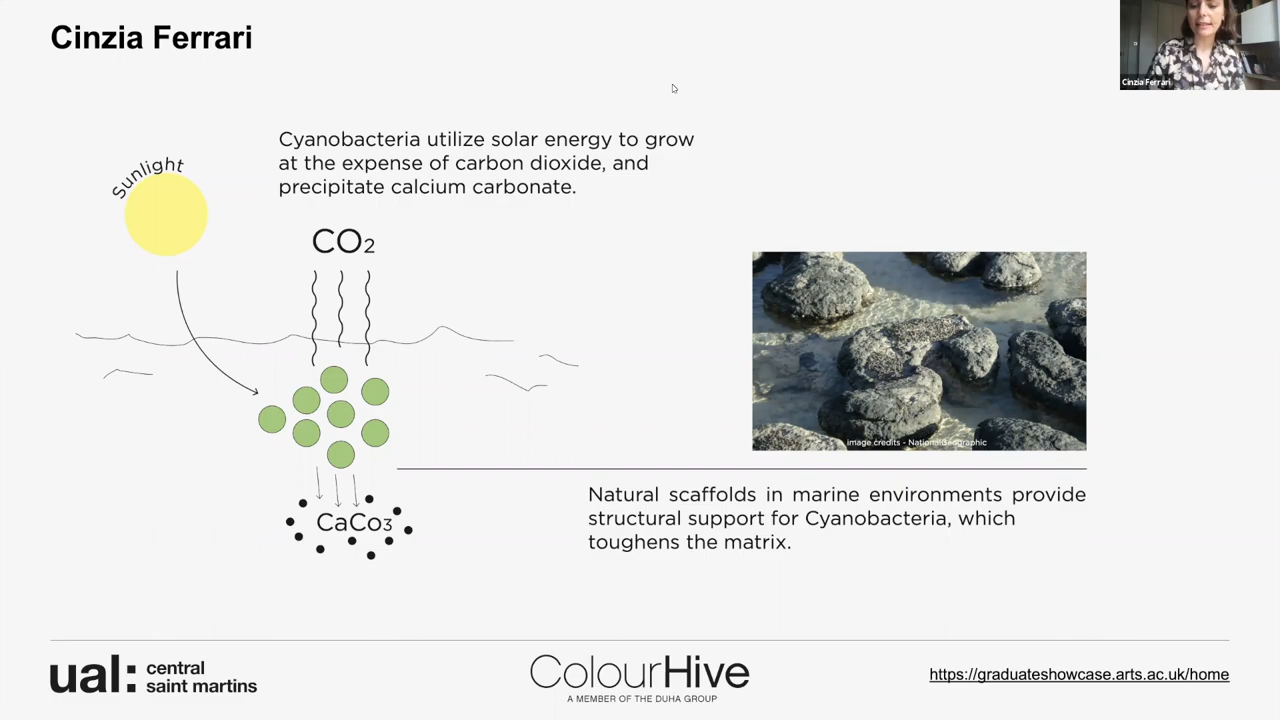 Cinzia Ferrari
Cinzia Ferrari
Sunlight
Cyanobacteria utilize solar energy to grow
at the expense of carbon dioxide, and
precipitate calcium carbonate.
CO2
image credits - NationalGeographic
CaCo3
Natural scaffolds in marine environments provide
structural support for Cyanobacteria, which
toughens the matrix.
ual: central
saint martins
ColourHive
A MEMBER OF THE DUHA GROUP
https://graduateshowcase.arts.ac.uk/home